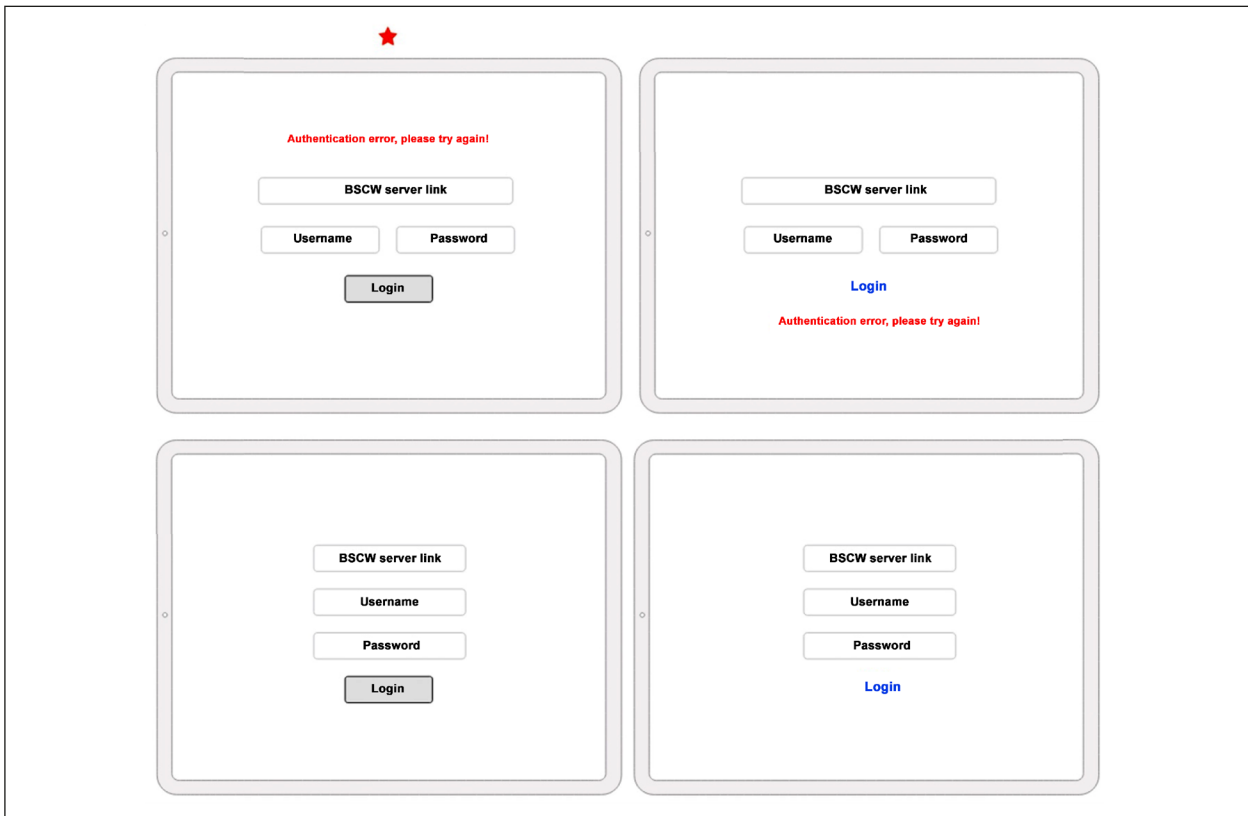 Authentication error, please try again!
BSCW server link
Username Password
Login
BSCW server link
Username Password
Login
Authentication error, please try again!
BSCW server link
Username
Password
Login
BSCW server link
Username
Password
Login